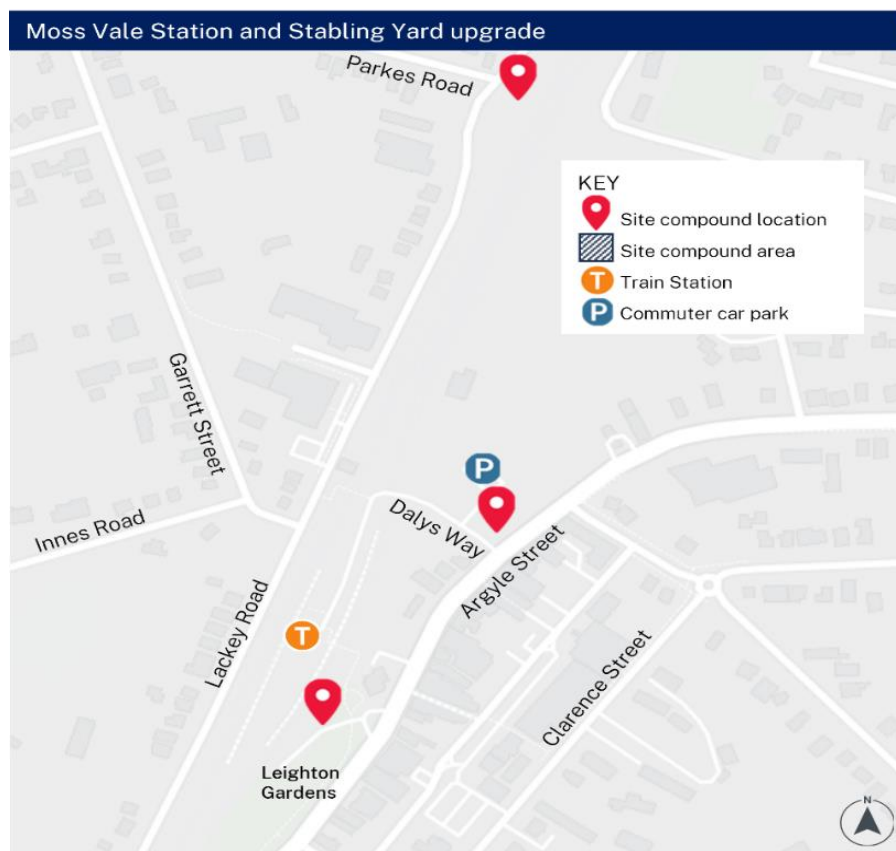 Moss Vale Station and Stabling Yard upgrade
Parkes Road
KEY
Site compound location
Site compound area
T Train Station
P Commuter car park
Garrett Street
P
Innes Road
Dalys Way
Argyle Street
Lackey Road
T
Clarence Street
Leighton
Gardens
N